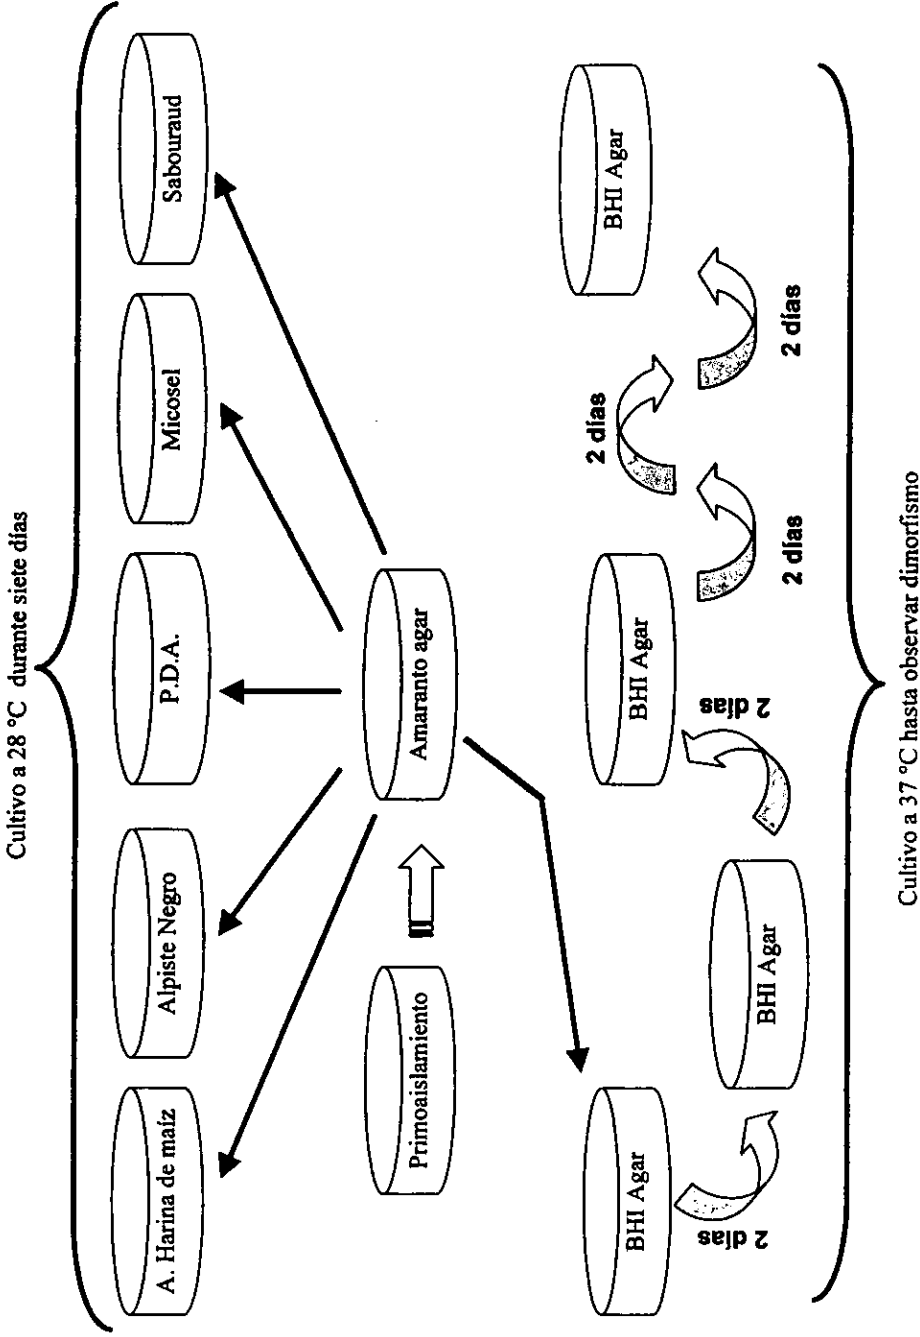 Cultivo a 28 °C durante siete días
A. Harina de maíz
Alpiste Negro
P.D.A.
Micosel
Sabouraud
Primoaislamiento
Amaranto agar
BHI Agar
2 días
BHI Agar
2 días
BHI Agar
2 días
2 días
2 días
BHI Agar
Cultivo a 37 °C hasta observar dimorfismo